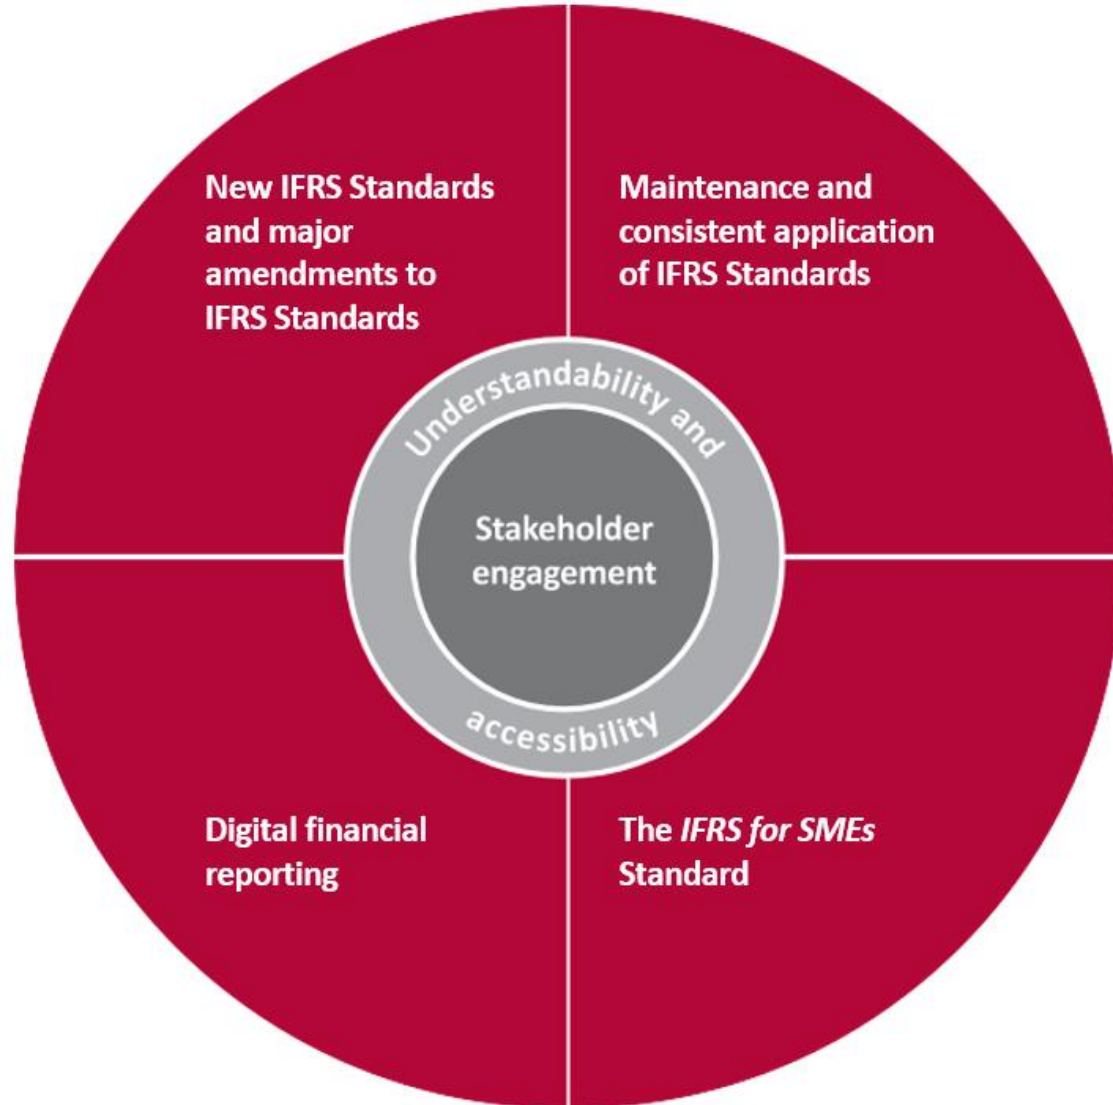 New IFRS Standards
and major
amendments to
IFRS Standards
Maintenance and
consistent application
of IFRS Standards
Understandability and
accessibility
Stakeholder
engagement
Digital financial
reporting
The IFRS for SMEs
Standard